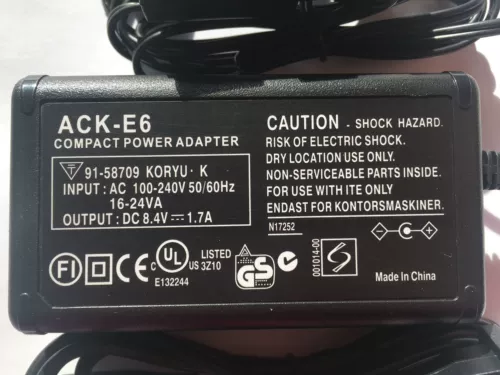 ACK-E6
COMPACT POWER ADAPTER
91-58709 KORYU· K
INPUT: AC 100-240V 50/60Hz
16-24VA
OUTPUT: DC 8.4V ⎓ 1.7A
CAUTION - SHOCK HAZARD.
RISK OF ELECTRIC SHOCK.
DRY LOCATION USE ONLY.
NON-SERVICEABLE PARTS INSIDE.
FOR USE WITH ITE ONLY
ENDAST FOR KONTORSMASKINER.
N17252
FI
CE
c UL US LISTED
3Z10
E132244
GS
001014-00
S
Made In China